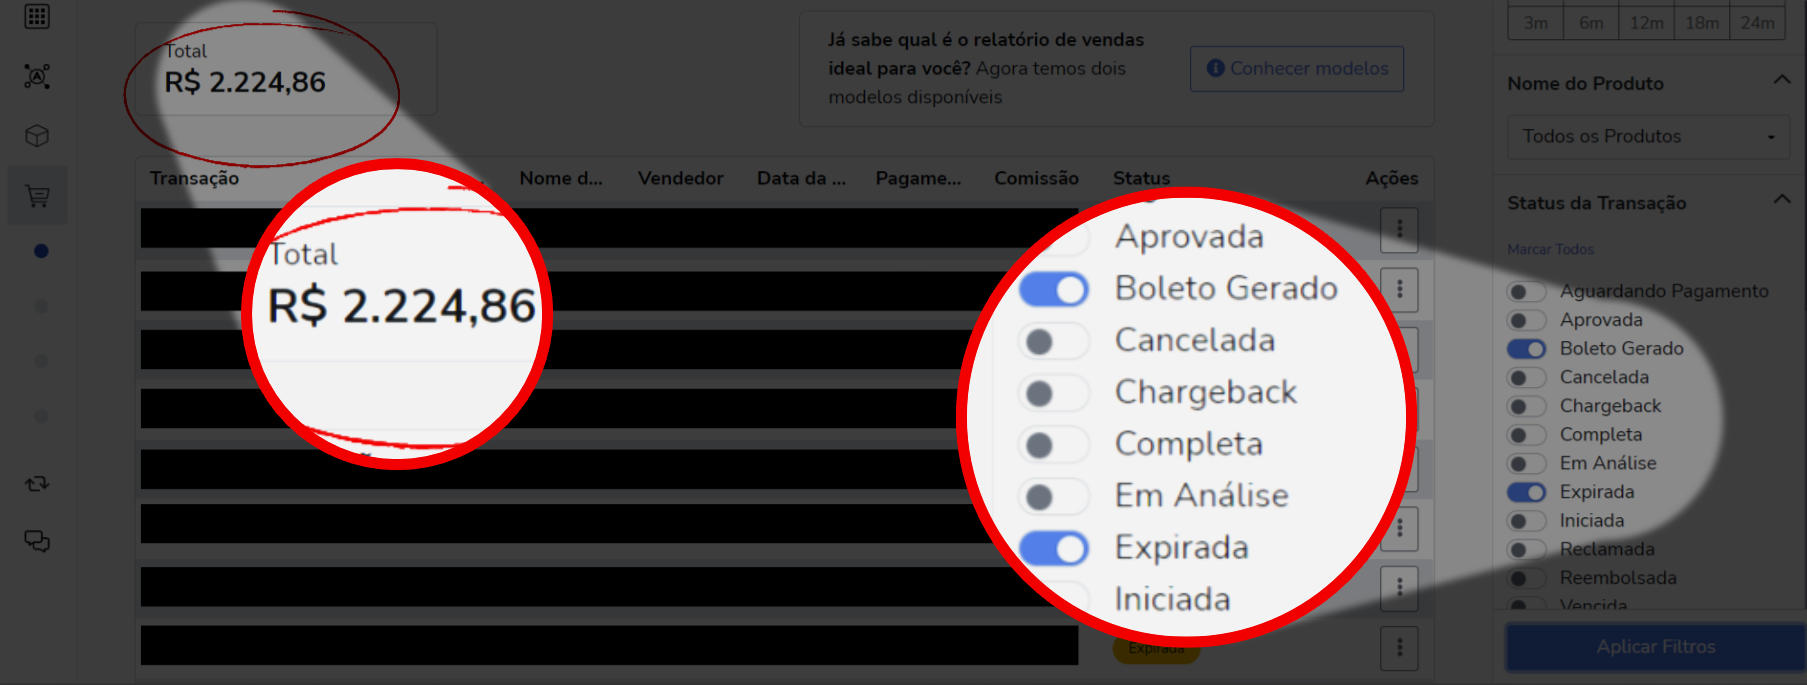 Total
R$ 2.224,86
Já sabe qual é o relatório de vendas
ideal para você? Agora temos dois
modelos disponíveis
Conhecer modelos
3m 6m 12m 18m 24m
Nome do Produto
Todos os Produtos
Transação Nome d... Vendedor Data da ... Pagame... Comissão Status Ações
Total
R$ 2.224,86
Aprovada
Boleto Gerado
Cancelada
Chargeback
Completa
Em Análise
Expirada
Iniciada
Expirada
Status da Transação
Marcar Todos
Aguardando Pagamento
Aprovada
Boleto Gerado
Cancelada
Chargeback
Completa
Em Análise
Expirada
Iniciada
Reclamada
Reembolsada
Vencida
Aplicar Filtros